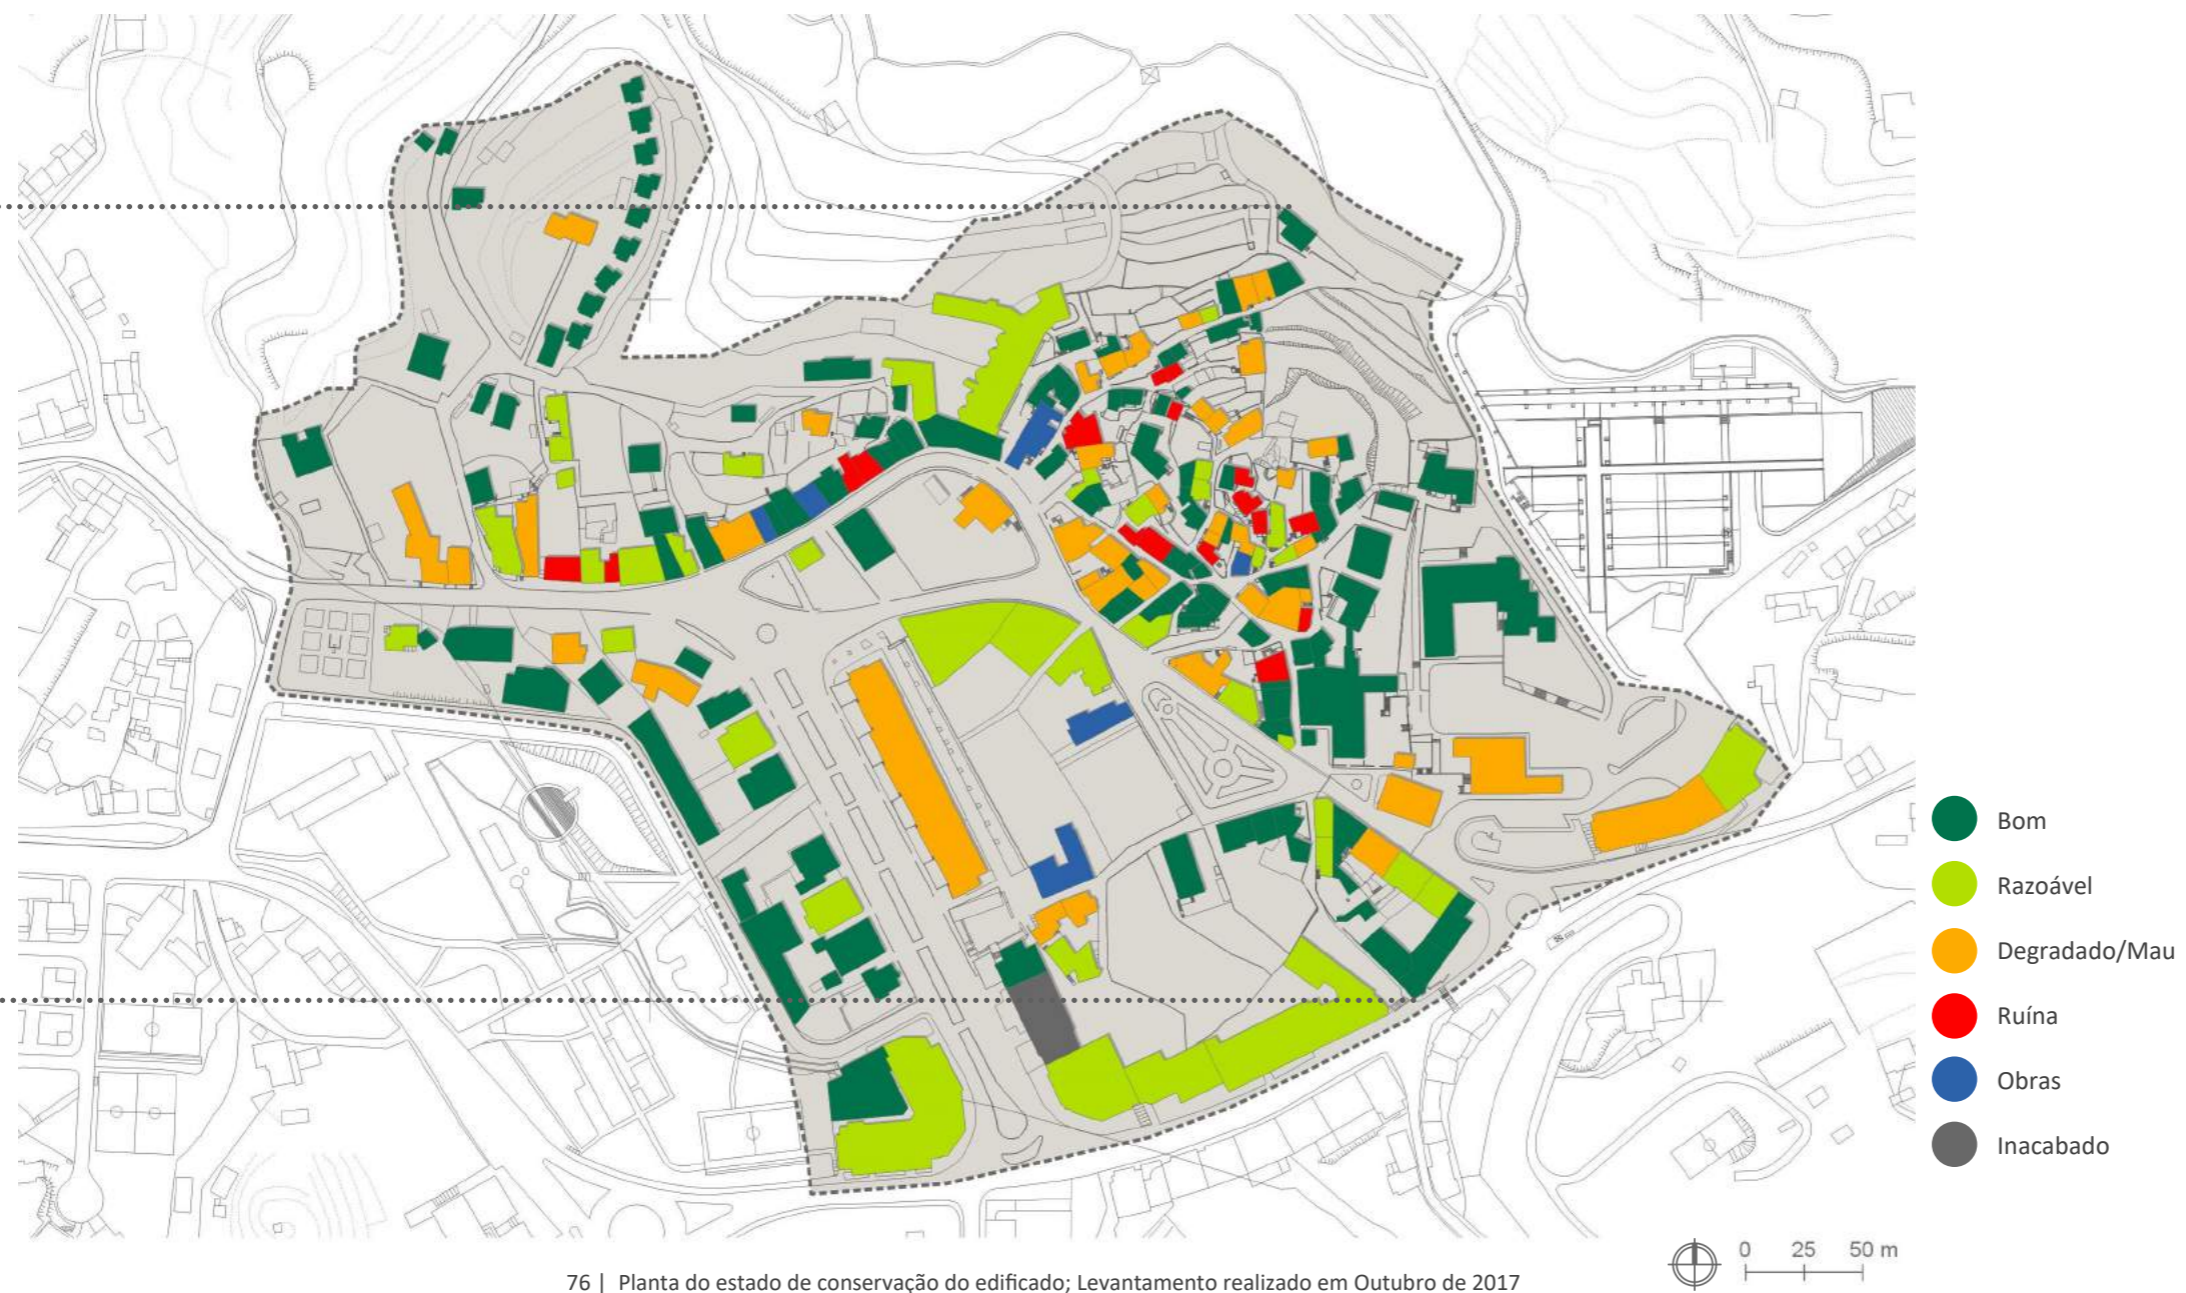 Bom
Razoável
Degradado/Mau
Ruína
Obras
Inacabado
0 25 50 m
76 | Planta do estado de conservação do edificado; Levantamento realizado em Outubro de 2017